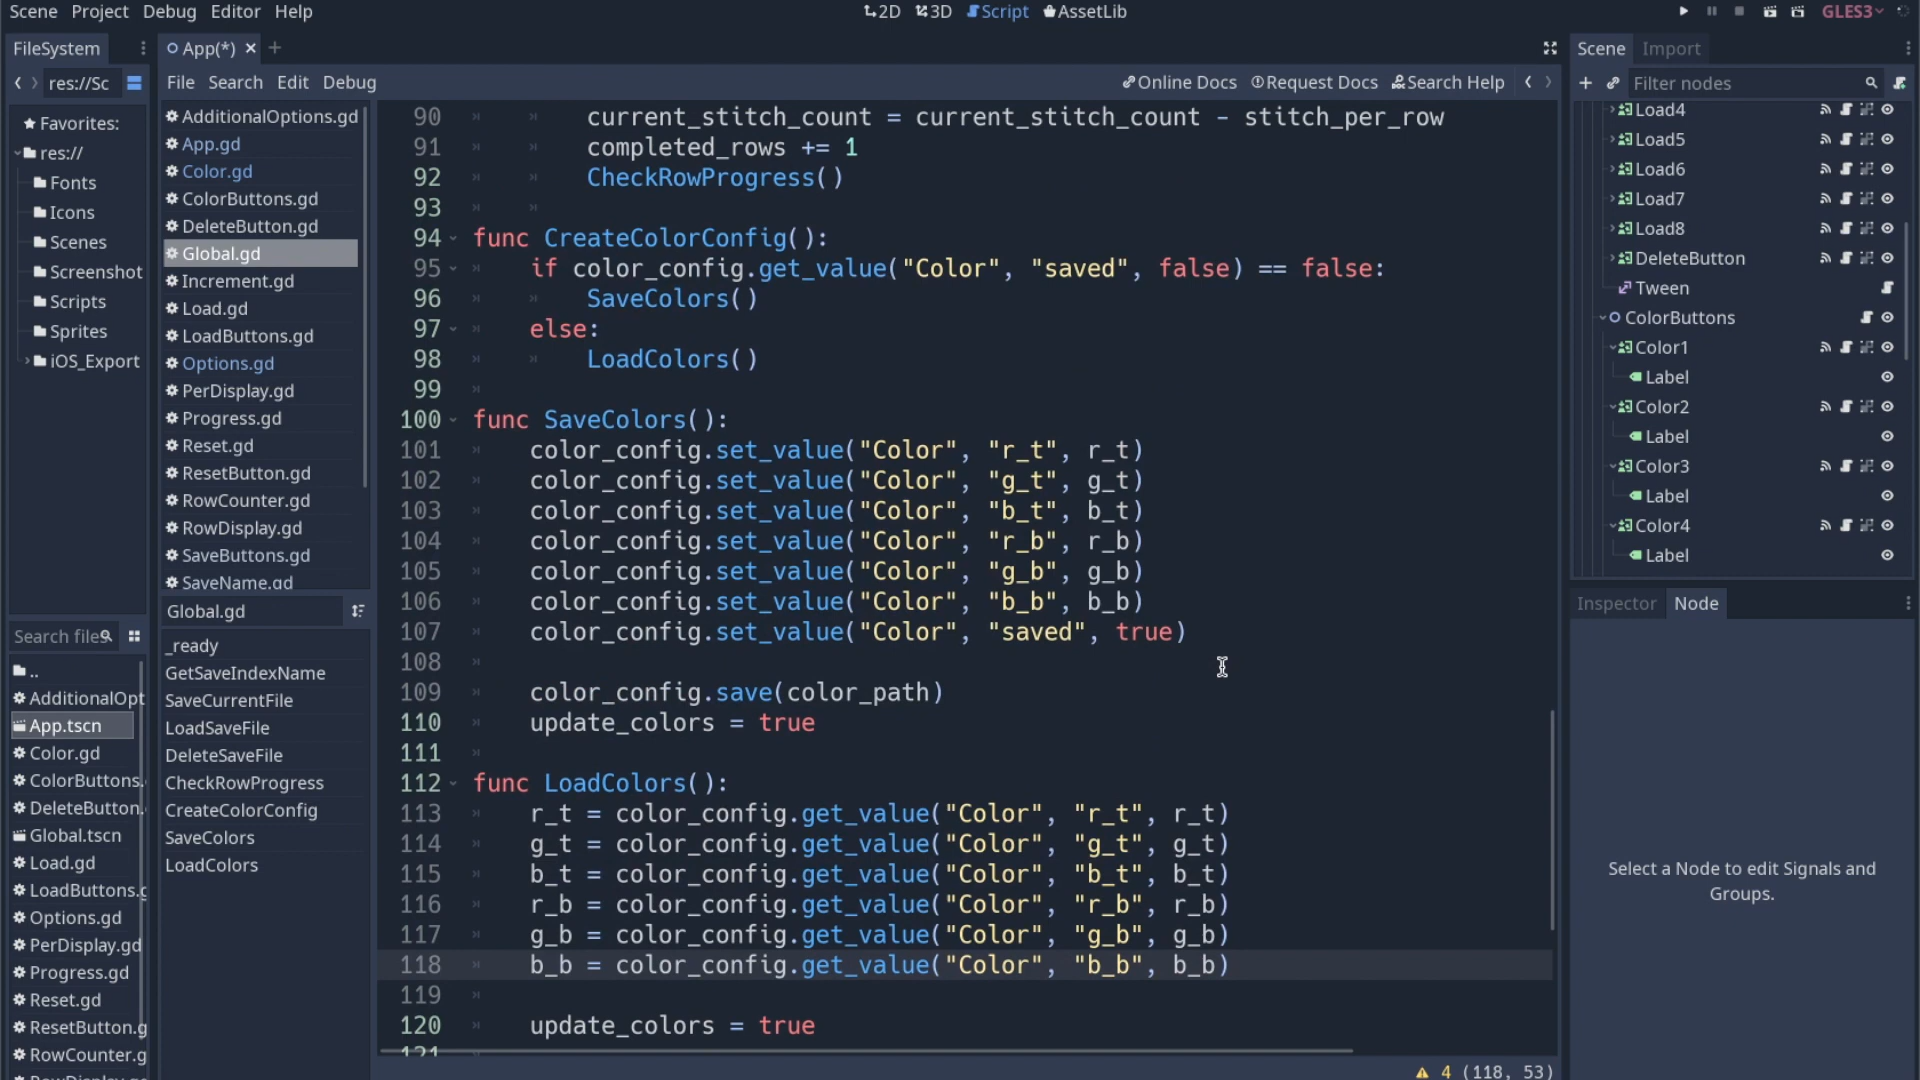 Scene Project Debug Editor Help
2D 3D Script AssetLib
GLES3
FileSystem
App(*)
Scene Import
res://Sc
File Search Edit Debug
Online Docs Request Docs Search Help
Filter nodes
Favorites:
res://
Fonts
Icons
Scenes
Screenshot
Scripts
Sprites
iOS_Export
Search files
..
AdditionalOpt
App.tscn
Color.gd
ColorButtons.
DeleteButton.
Global.tscn
Load.gd
LoadButtons.g
Options.gd
PerDisplay.gd
Progress.gd
Reset.gd
ResetButton.g
RowCounter.g
RowDisplay.gd
AdditionalOptions.gd
App.gd
Color.gd
ColorButtons.gd
DeleteButton.gd
Global.gd
Increment.gd
Load.gd
LoadButtons.gd
Options.gd
PerDisplay.gd
Progress.gd
Reset.gd
ResetButton.gd
RowCounter.gd
RowDisplay.gd
SaveButtons.gd
SaveName.gd
Global.gd
_ready
GetSaveIndexName
SaveCurrentFile
LoadSaveFile
DeleteSaveFile
CheckRowProgress
CreateColorConfig
SaveColors
LoadColors
90 current_stitch_count = current_stitch_count - stitch_per_row
91 completed_rows += 1
92 CheckRowProgress()
93
94 func CreateColorConfig():
95 if color_config.get_value("Color", "saved", false) == false:
96 SaveColors()
97 else:
98 LoadColors()
99
100 func SaveColors():
101 color_config.set_value("Color", "r_t", r_t)
102 color_config.set_value("Color", "g_t", g_t)
103 color_config.set_value("Color", "b_t", b_t)
104 color_config.set_value("Color", "r_b", r_b)
105 color_config.set_value("Color", "g_b", g_b)
106 color_config.set_value("Color", "b_b", b_b)
107 color_config.set_value("Color", "saved", true)
108
109 color_config.save(color_path)
110 update_colors = true
111
112 func LoadColors():
113 r_t = color_config.get_value("Color", "r_t", r_t)
114 g_t = color_config.get_value("Color", "g_t", g_t)
115 b_t = color_config.get_value("Color", "b_t", b_t)
116 r_b = color_config.get_value("Color", "r_b", r_b)
117 g_b = color_config.get_value("Color", "g_b", g_b)
118 b_b = color_config.get_value("Color", "b_b", b_b)
119
120 update_colors = true
121
4 (118, 53)
Load4
Load5
Load6
Load7
Load8
DeleteButton
Tween
ColorButtons
Color1
Label
Color2
Label
Color3
Label
Color4
Label
Inspector Node
Select a Node to edit Signals and
Groups.